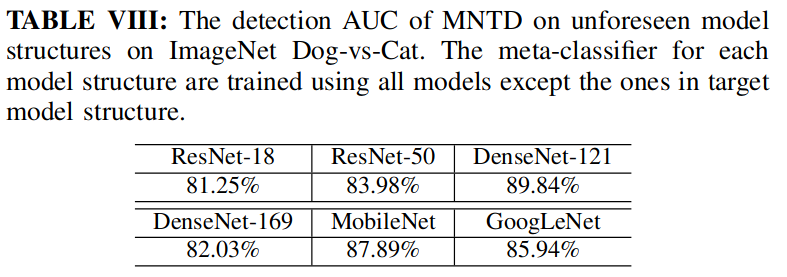 TABLE VIII: The detection AUC of MNTD on unforeseen model
structures on ImageNet Dog-vs-Cat. The meta-classifier for each
model structure are trained using all models except the ones in target
model structure.
ResNet-18 ResNet-50 DenseNet-121
81.25% 83.98% 89.84%
DenseNet-169 MobileNet GoogLeNet
82.03% 87.89% 85.94%